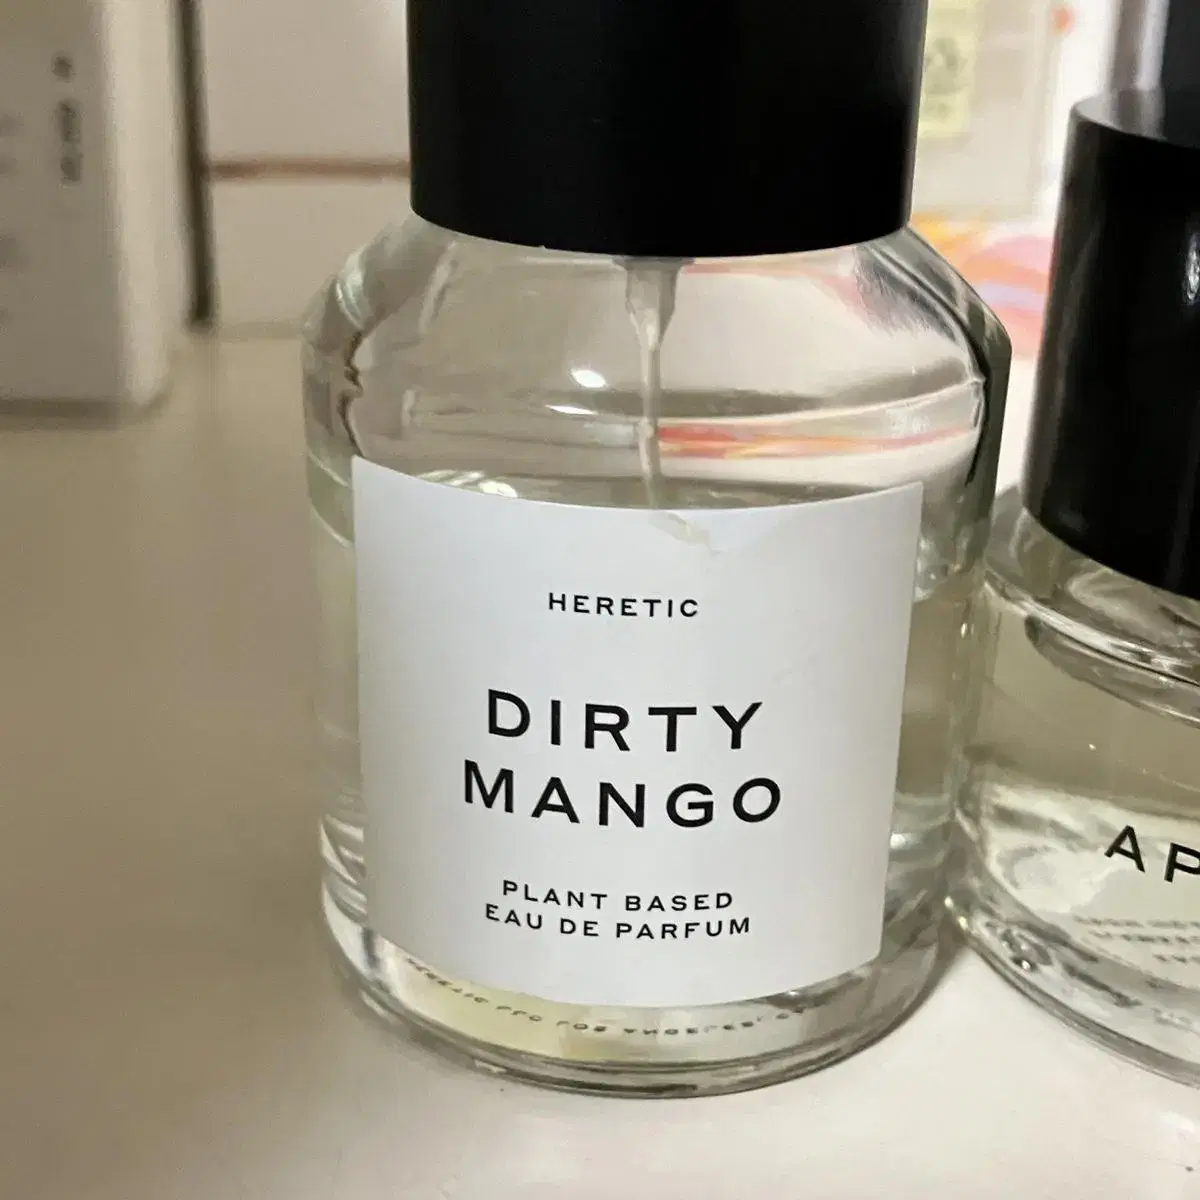 HERETIC
DIRTY
MANGO
PLANT BASED
EAU DE PARFUM
AP